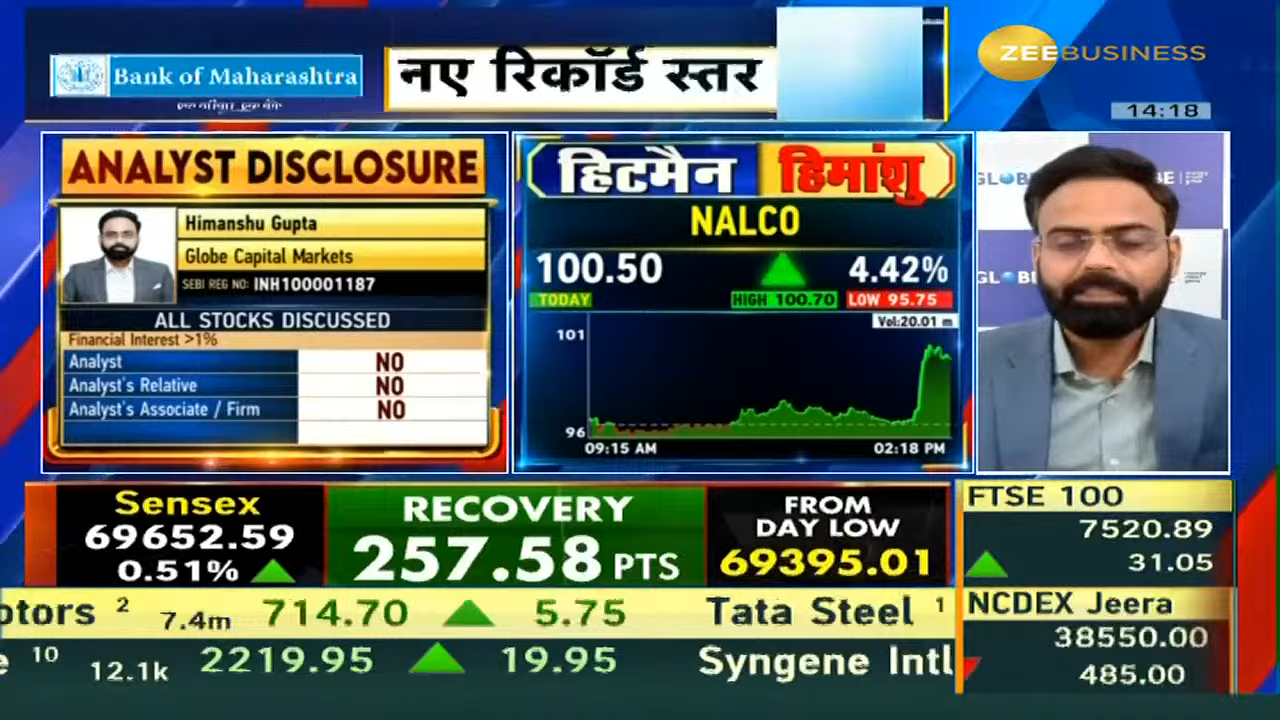 Bank of Maharashtra
नए रिकॉर्ड स्तर
ZEEBUSINESS
14:18
ANALYST DISCLOSURE
Himanshu Gupta
Globe Capital Markets
SEBI REG NO: INH100001187
ALL STOCKS DISCUSSED
Financial Interest >1%
Analyst NO
Analyst's Relative NO
Analyst's Associate / Firm NO
हिटमैन हिमांशु
NALCO
100.50 4.42%
TODAY HIGH 100.70 LOW 95.75
Vol:20.01 m
101
96
09:15 AM 02:18 PM
Sensex
69652.59
0.51%
RECOVERY
257.58 PTS
FROM
DAY LOW
69395.01
FTSE 100
7520.89
31.05
NCDEX Jeera
38550.00
485.00
otors 2 7.4m 714.70 5.75 Tata Steel 1
e 10 12.1k 2219.95 19.95 Syngene Intl